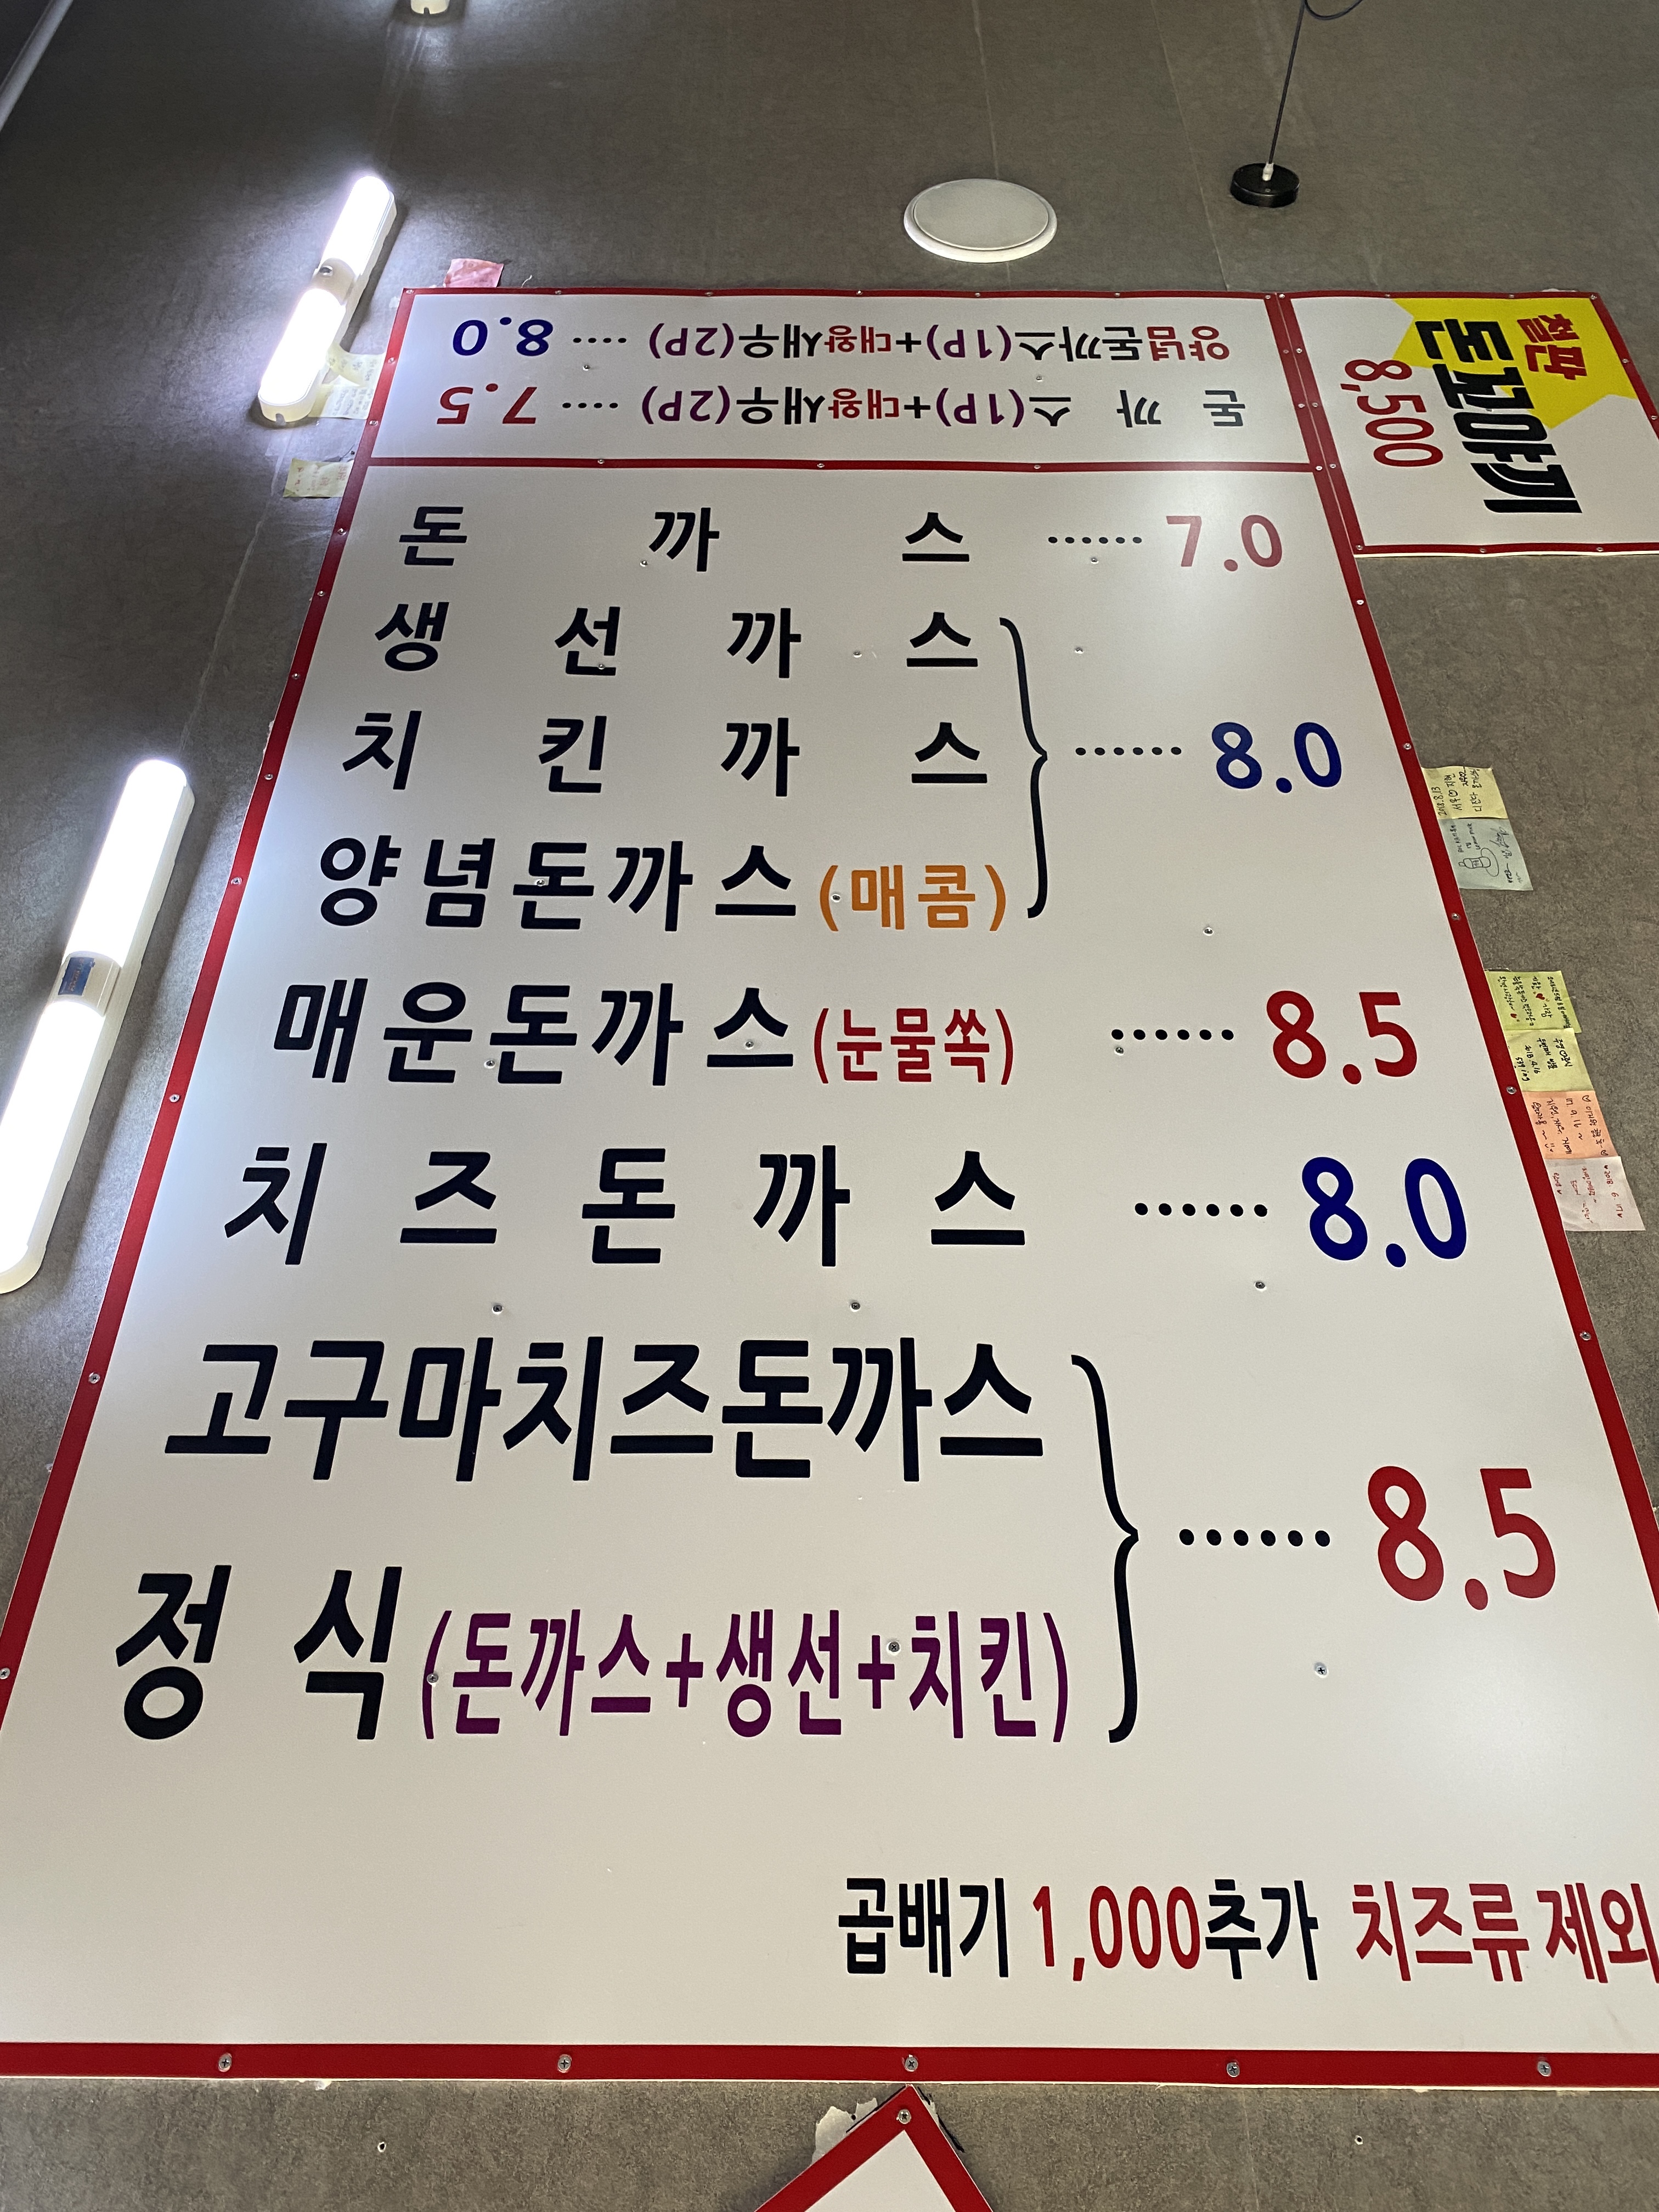 양념돈까스(1P)+대왕새우(2P) ···· 8.0
돈 까 스(1P)+대왕새우(2P) ···· 7.5
철판
돈꼬야끼
8,500
돈 까 스 ······ 7.0
생 선 까 스
치 킨 까 스 ······ 8.0
양념돈까스(매콤)
매운돈까스(눈물쏙) ······ 8.5
치 즈 돈 까 스 ······ 8.0
고구마치즈돈까스
정 식(돈까스+생선+치킨) ······ 8.5
곱배기 1,000추가 치즈류 제외